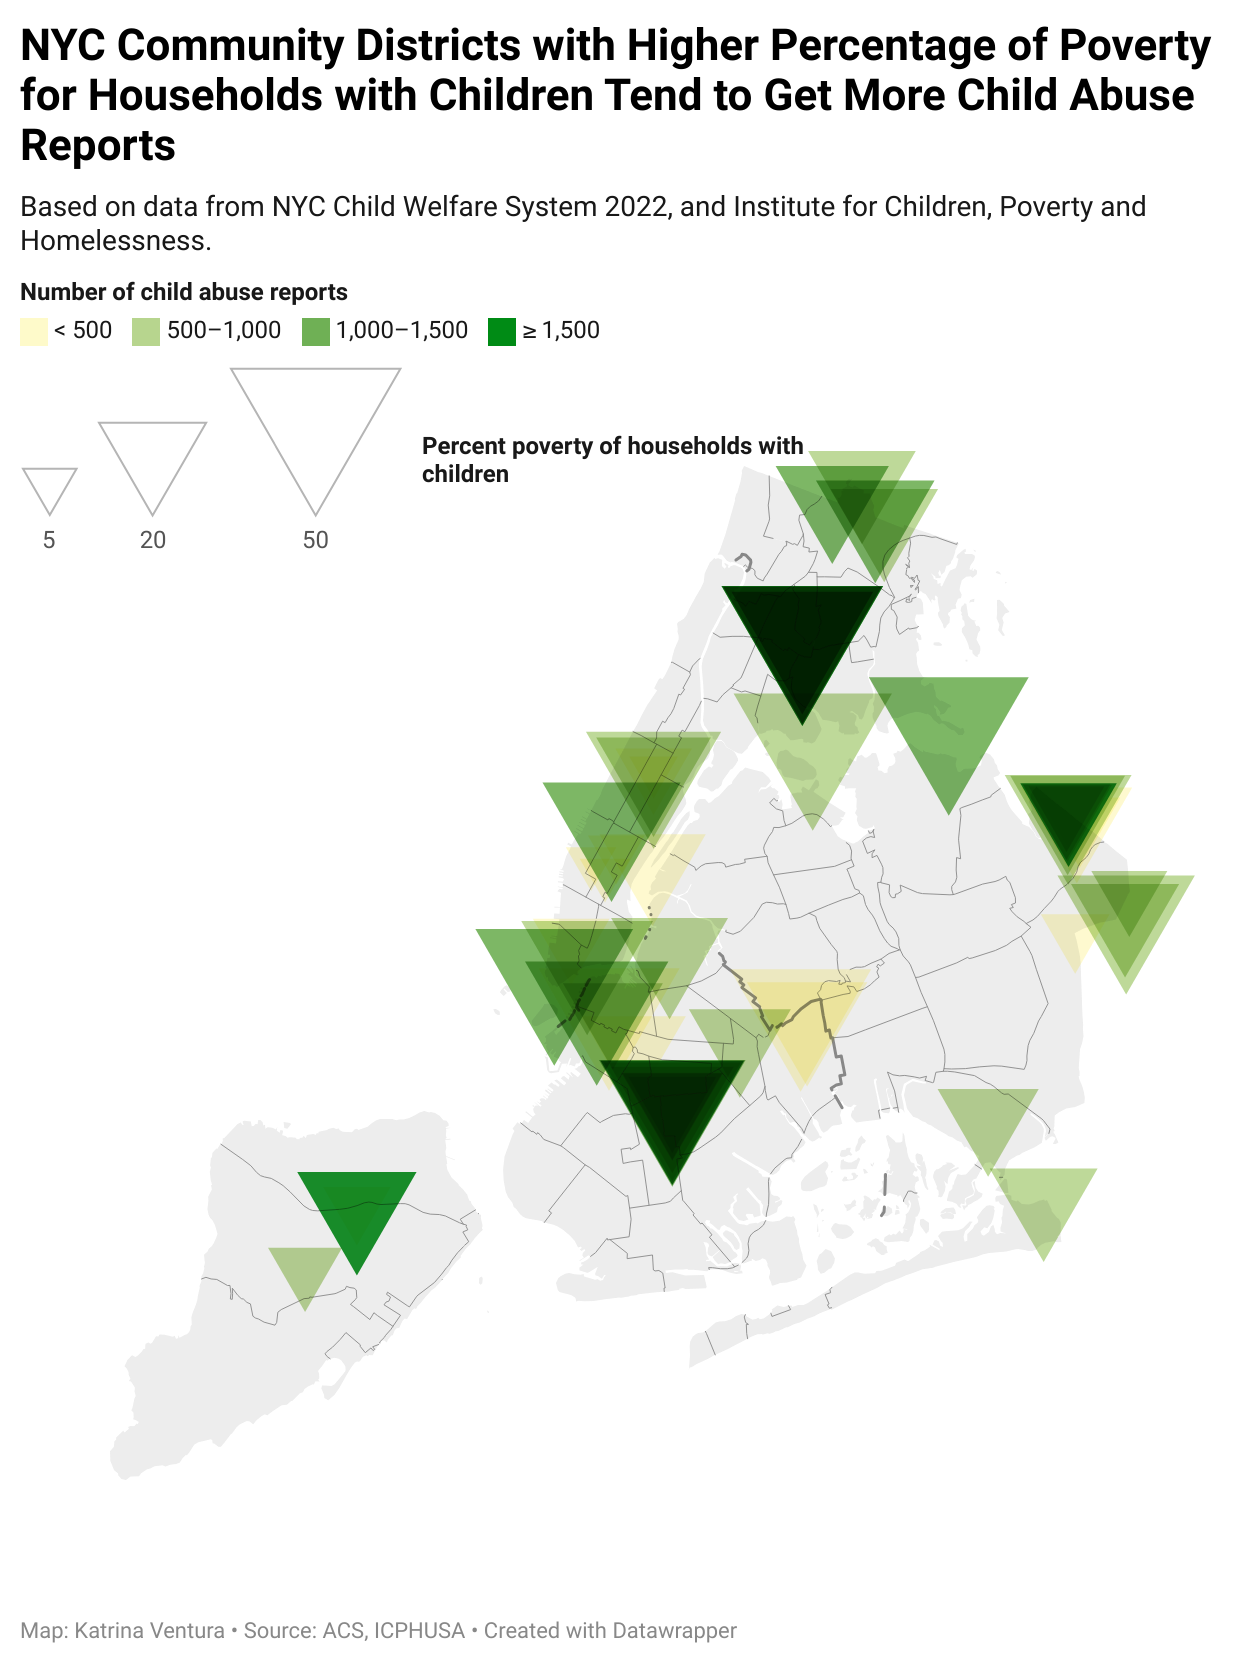 NYC Community Districts with Higher Percentage of Poverty
for Households with Children Tend to Get More Child Abuse
Reports
Based on data from NYC Child Welfare System 2022, and Institute for Children, Poverty and
Homelessness.
Number of child abuse reports
< 500 500–1,000 1,000–1,500 ≥ 1,500
Percent poverty of households with
children
5 20 50
Map: Katrina Ventura • Source: ACS, ICPHUSA • Created with Datawrapper